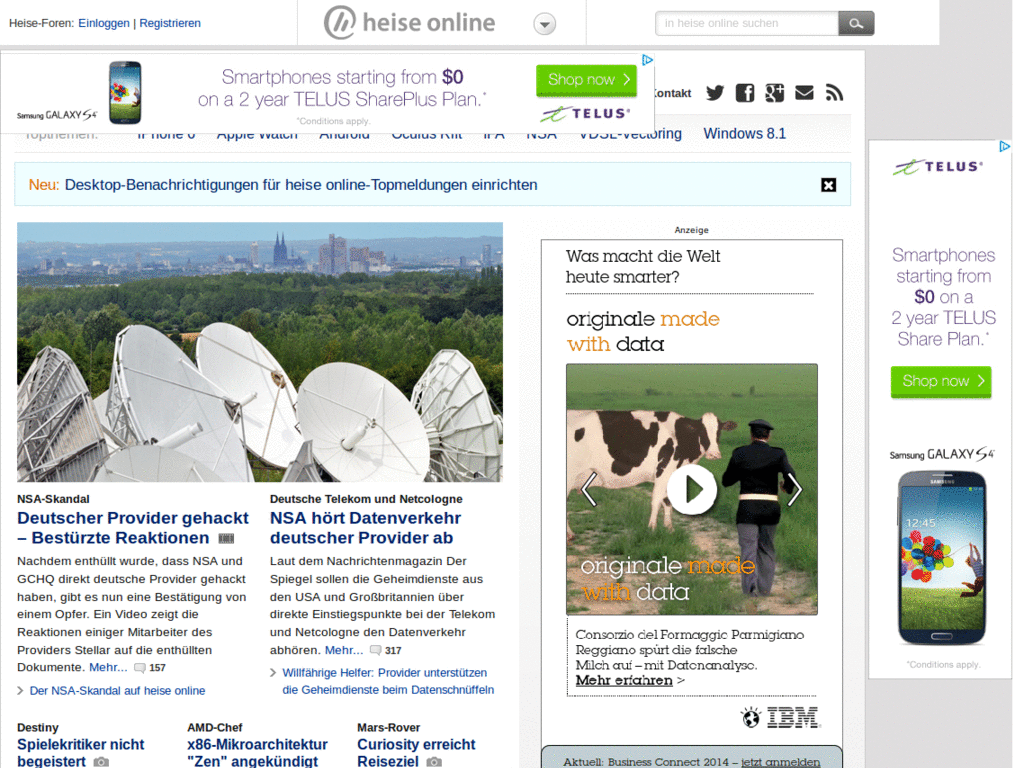 Heise-Foren: Einloggen | Registrieren
heise online
in heise online suchen
Smartphones starting from $0
on a 2 year TELUS SharePlus Plan.*
*Conditions apply.
SAMSUNG GALAXY S4
Shop now
TELUS®
Kontakt
Topthemen: iPhone 6 Apple Watch Android Oculus Rift IFA NSA VDSL-Vectoring Windows 8.1
Neu: Desktop-Benachrichtigungen für heise online-Topmeldungen einrichten
NSA-Skandal
Deutscher Provider gehackt
– Bestürzte Reaktionen
Nachdem enthüllt wurde, dass NSA und
GCHQ direkt deutsche Provider gehackt
haben, gibt es nun eine Bestätigung von
einem Opfer. Ein Video zeigt die
Reaktionen einiger Mitarbeiter des
Providers Stellar auf die enthüllten
Dokumente. Mehr... 157
Der NSA-Skandal auf heise online
Deutsche Telekom und Netcologne
NSA hört Datenverkehr
deutscher Provider ab
Laut dem Nachrichtenmagazin Der
Spiegel sollen die Geheimdienste aus
den USA und Großbritannien über
direkte Einstiegspunkte bei der Telekom
und Netcologne den Datenverkehr
abhören. Mehr... 317
Willfährige Helfer: Provider unterstützen
die Geheimdienste beim Datenschnüffeln
Destiny
Spielekritiker nicht
begeistert
AMD-Chef
x86-Mikroarchitektur
"Zen" angekündigt
Mars-Rover
Curiosity erreicht
Reiseziel
Anzeige
Was macht die Welt
heute smarter?
originale made
with data
originale made
with data
Consorzio del Formaggic Parmigiano
Reggiano spürt die falsche
Milch auf – mit Datenanalyse.
Mehr erfahren >
IBM
Aktuell: Business Connect 2014 – jetzt anmelden
TELUS®
Smartphones
starting from
$0 on a
2 year TELUS
Share Plan.*
Shop now
SAMSUNG GALAXY S4
SAMSUNG
12:45
*Conditions apply.